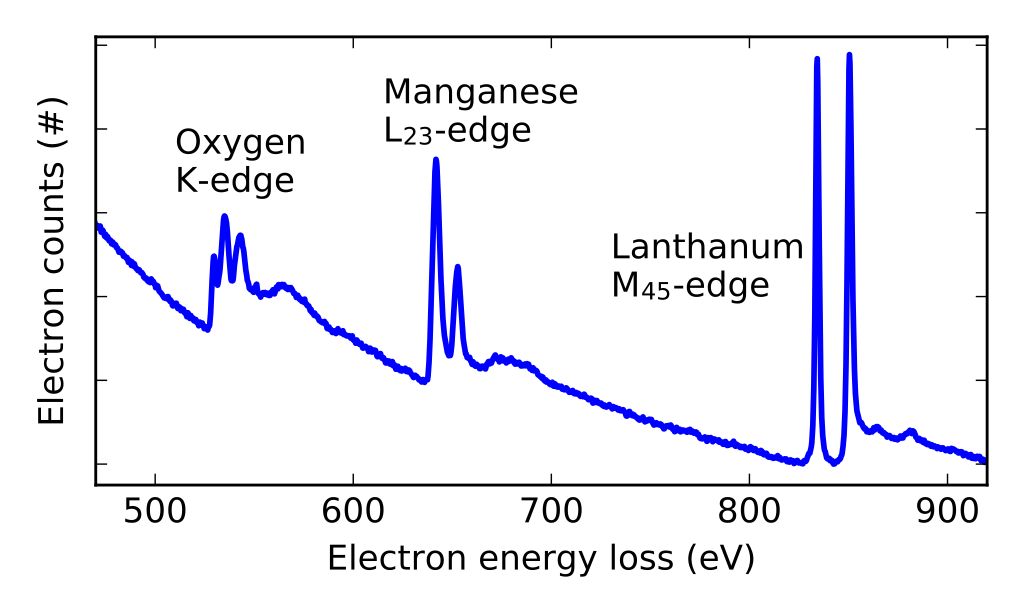 Electron counts (#)
Oxygen
K-edge
Manganese
L₂₃-edge
Lanthanum
M₄₅-edge
500 600 700 800 900
Electron energy loss (eV)